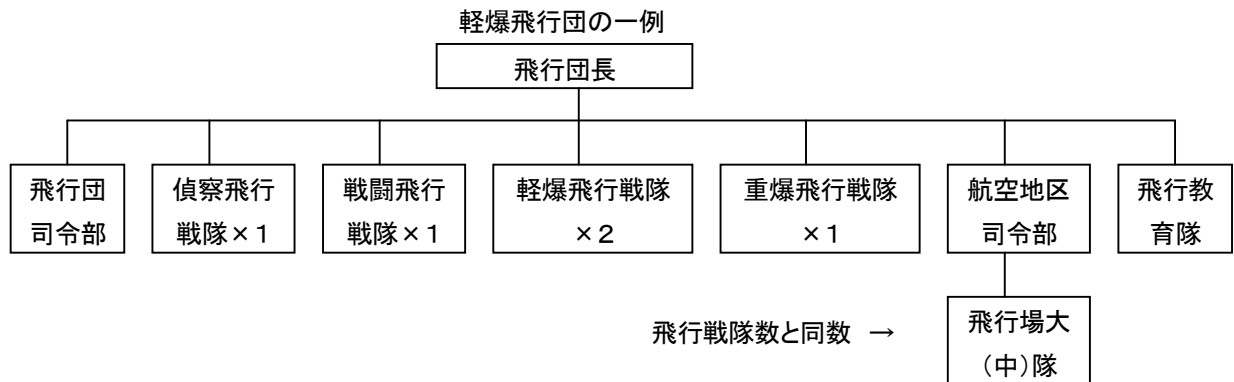 軽爆飛行団の一例
飛行団長
飛行団
司令部
偵察飛行
戦隊×1
戦闘飛行
戦隊×1
軽爆飛行戦隊
×2
重爆飛行戦隊
×1
航空地区
司令部
飛行教
育隊
飛行戦隊数と同数 →
飛行場大
（中）隊